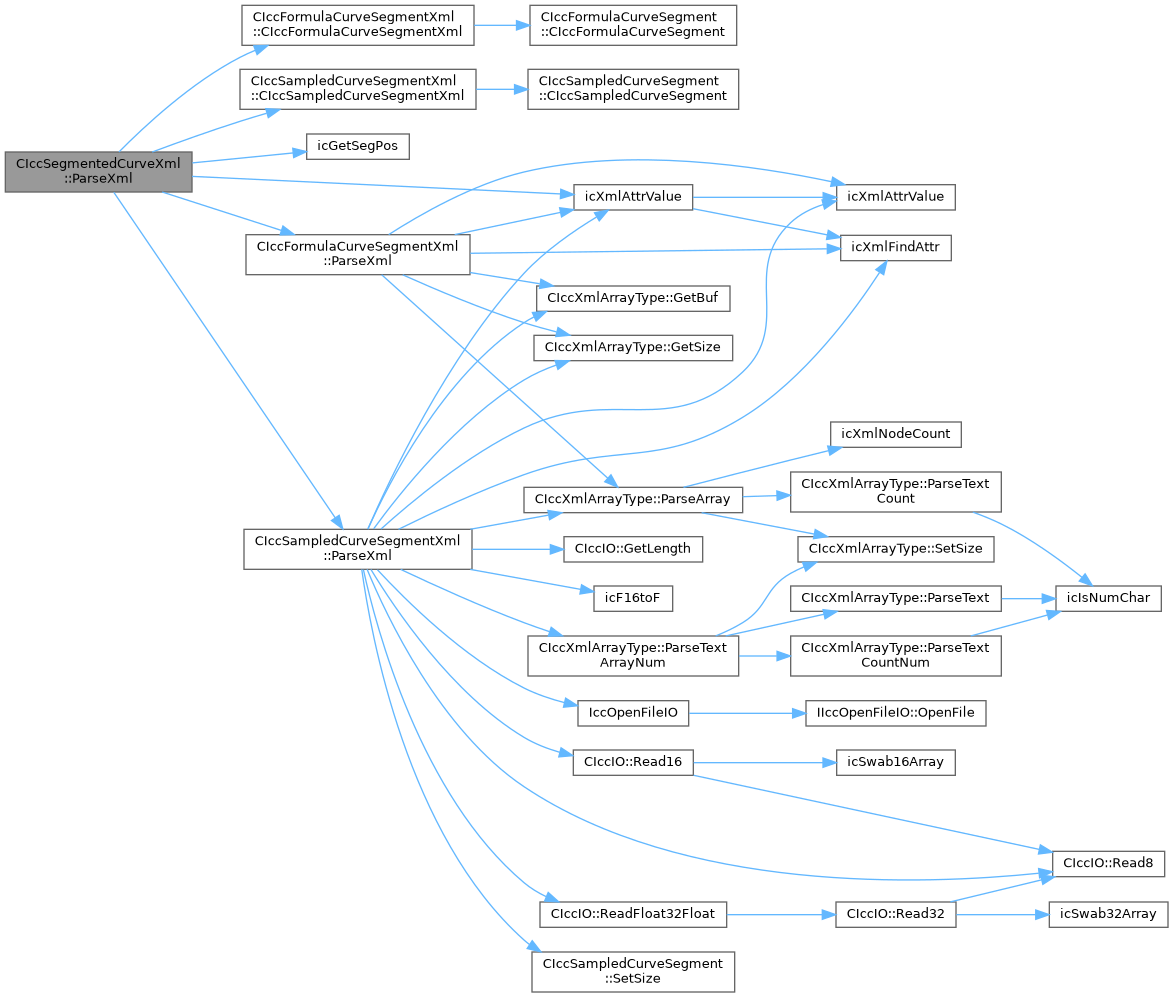 CIccFormulaCurveSegmentXml
::CIccFormulaCurveSegmentXml
CIccFormulaCurveSegment
::CIccFormulaCurveSegment
CIccSampledCurveSegmentXml
::CIccSampledCurveSegmentXml
CIccSampledCurveSegment
::CIccSampledCurveSegment
icGetSegPos
CIccSegmentedCurveXml
::ParseXml
icXmlAttrValue
icXmlAttrValue
CIccFormulaCurveSegmentXml
::ParseXml
icXmlFindAttr
CIccXmlArrayType::GetBuf
CIccXmlArrayType::GetSize
icXmlNodeCount
CIccXmlArrayType::ParseArray
CIccXmlArrayType::ParseText
Count
CIccSampledCurveSegmentXml
::ParseXml
CIccIO::GetLength
CIccXmlArrayType::SetSize
icF16toF
CIccXmlArrayType::ParseText
icIsNumChar
CIccXmlArrayType::ParseText
ArrayNum
CIccXmlArrayType::ParseText
CountNum
IccOpenFileIO
IIccOpenFileIO::OpenFile
CIccIO::Read16
icSwab16Array
CIccIO::Read8
CIccIO::ReadFloat32Float
CIccIO::Read32
icSwab32Array
CIccSampledCurveSegment
::SetSize